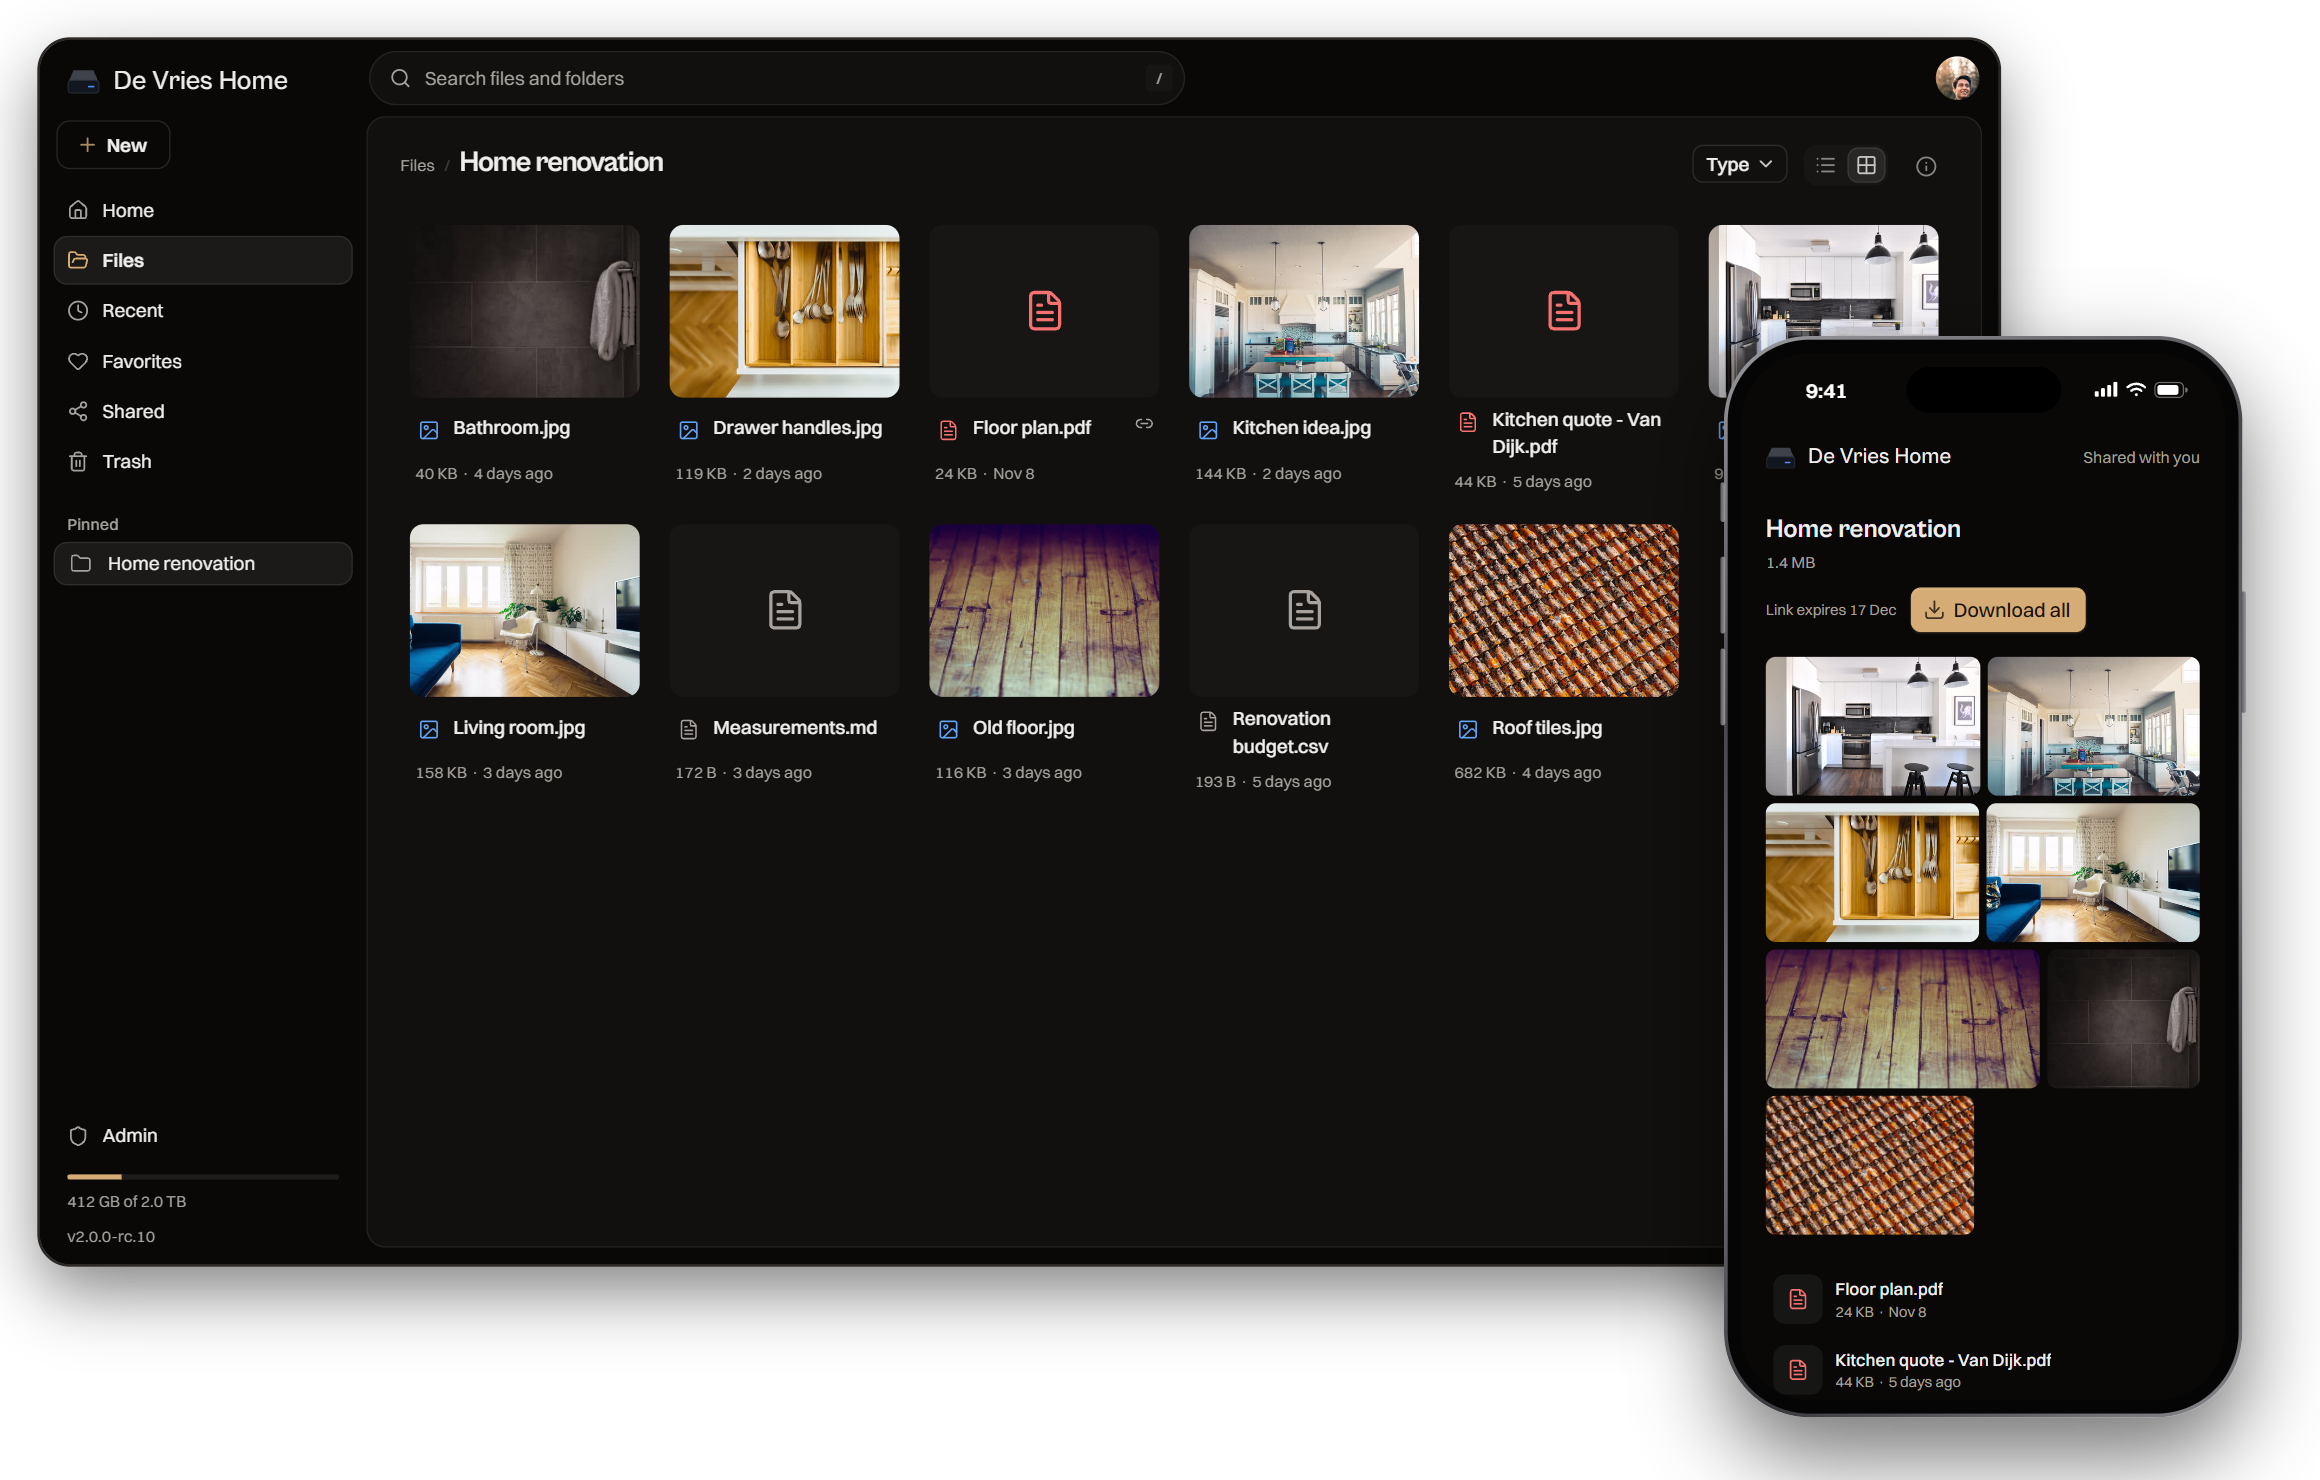 De Vries Home
Search files and folders
/
New
Home
Files
Recent
Favorites
Shared
Trash
Pinned
Home renovation
Admin
412 GB of 2.0 TB
v2.0.0-rc.10
Files / Home renovation
Type
Bathroom.jpg
40 KB · 4 days ago
Drawer handles.jpg
119 KB · 2 days ago
Floor plan.pdf
24 KB · Nov 8
Kitchen idea.jpg
144 KB · 2 days ago
Kitchen quote - Van
Dijk.pdf
44 KB · 5 days ago
9
Living room.jpg
158 KB · 3 days ago
Measurements.md
172 B · 3 days ago
Old floor.jpg
116 KB · 3 days ago
Renovation
budget.csv
193 B · 5 days ago
Roof tiles.jpg
682 KB · 4 days ago
9:41
De Vries Home
Shared with you
Home renovation
1.4 MB
Link expires 17 Dec
Download all
Floor plan.pdf
24 KB · Nov 8
Kitchen quote - Van Dijk.pdf
44 KB · 5 days ago